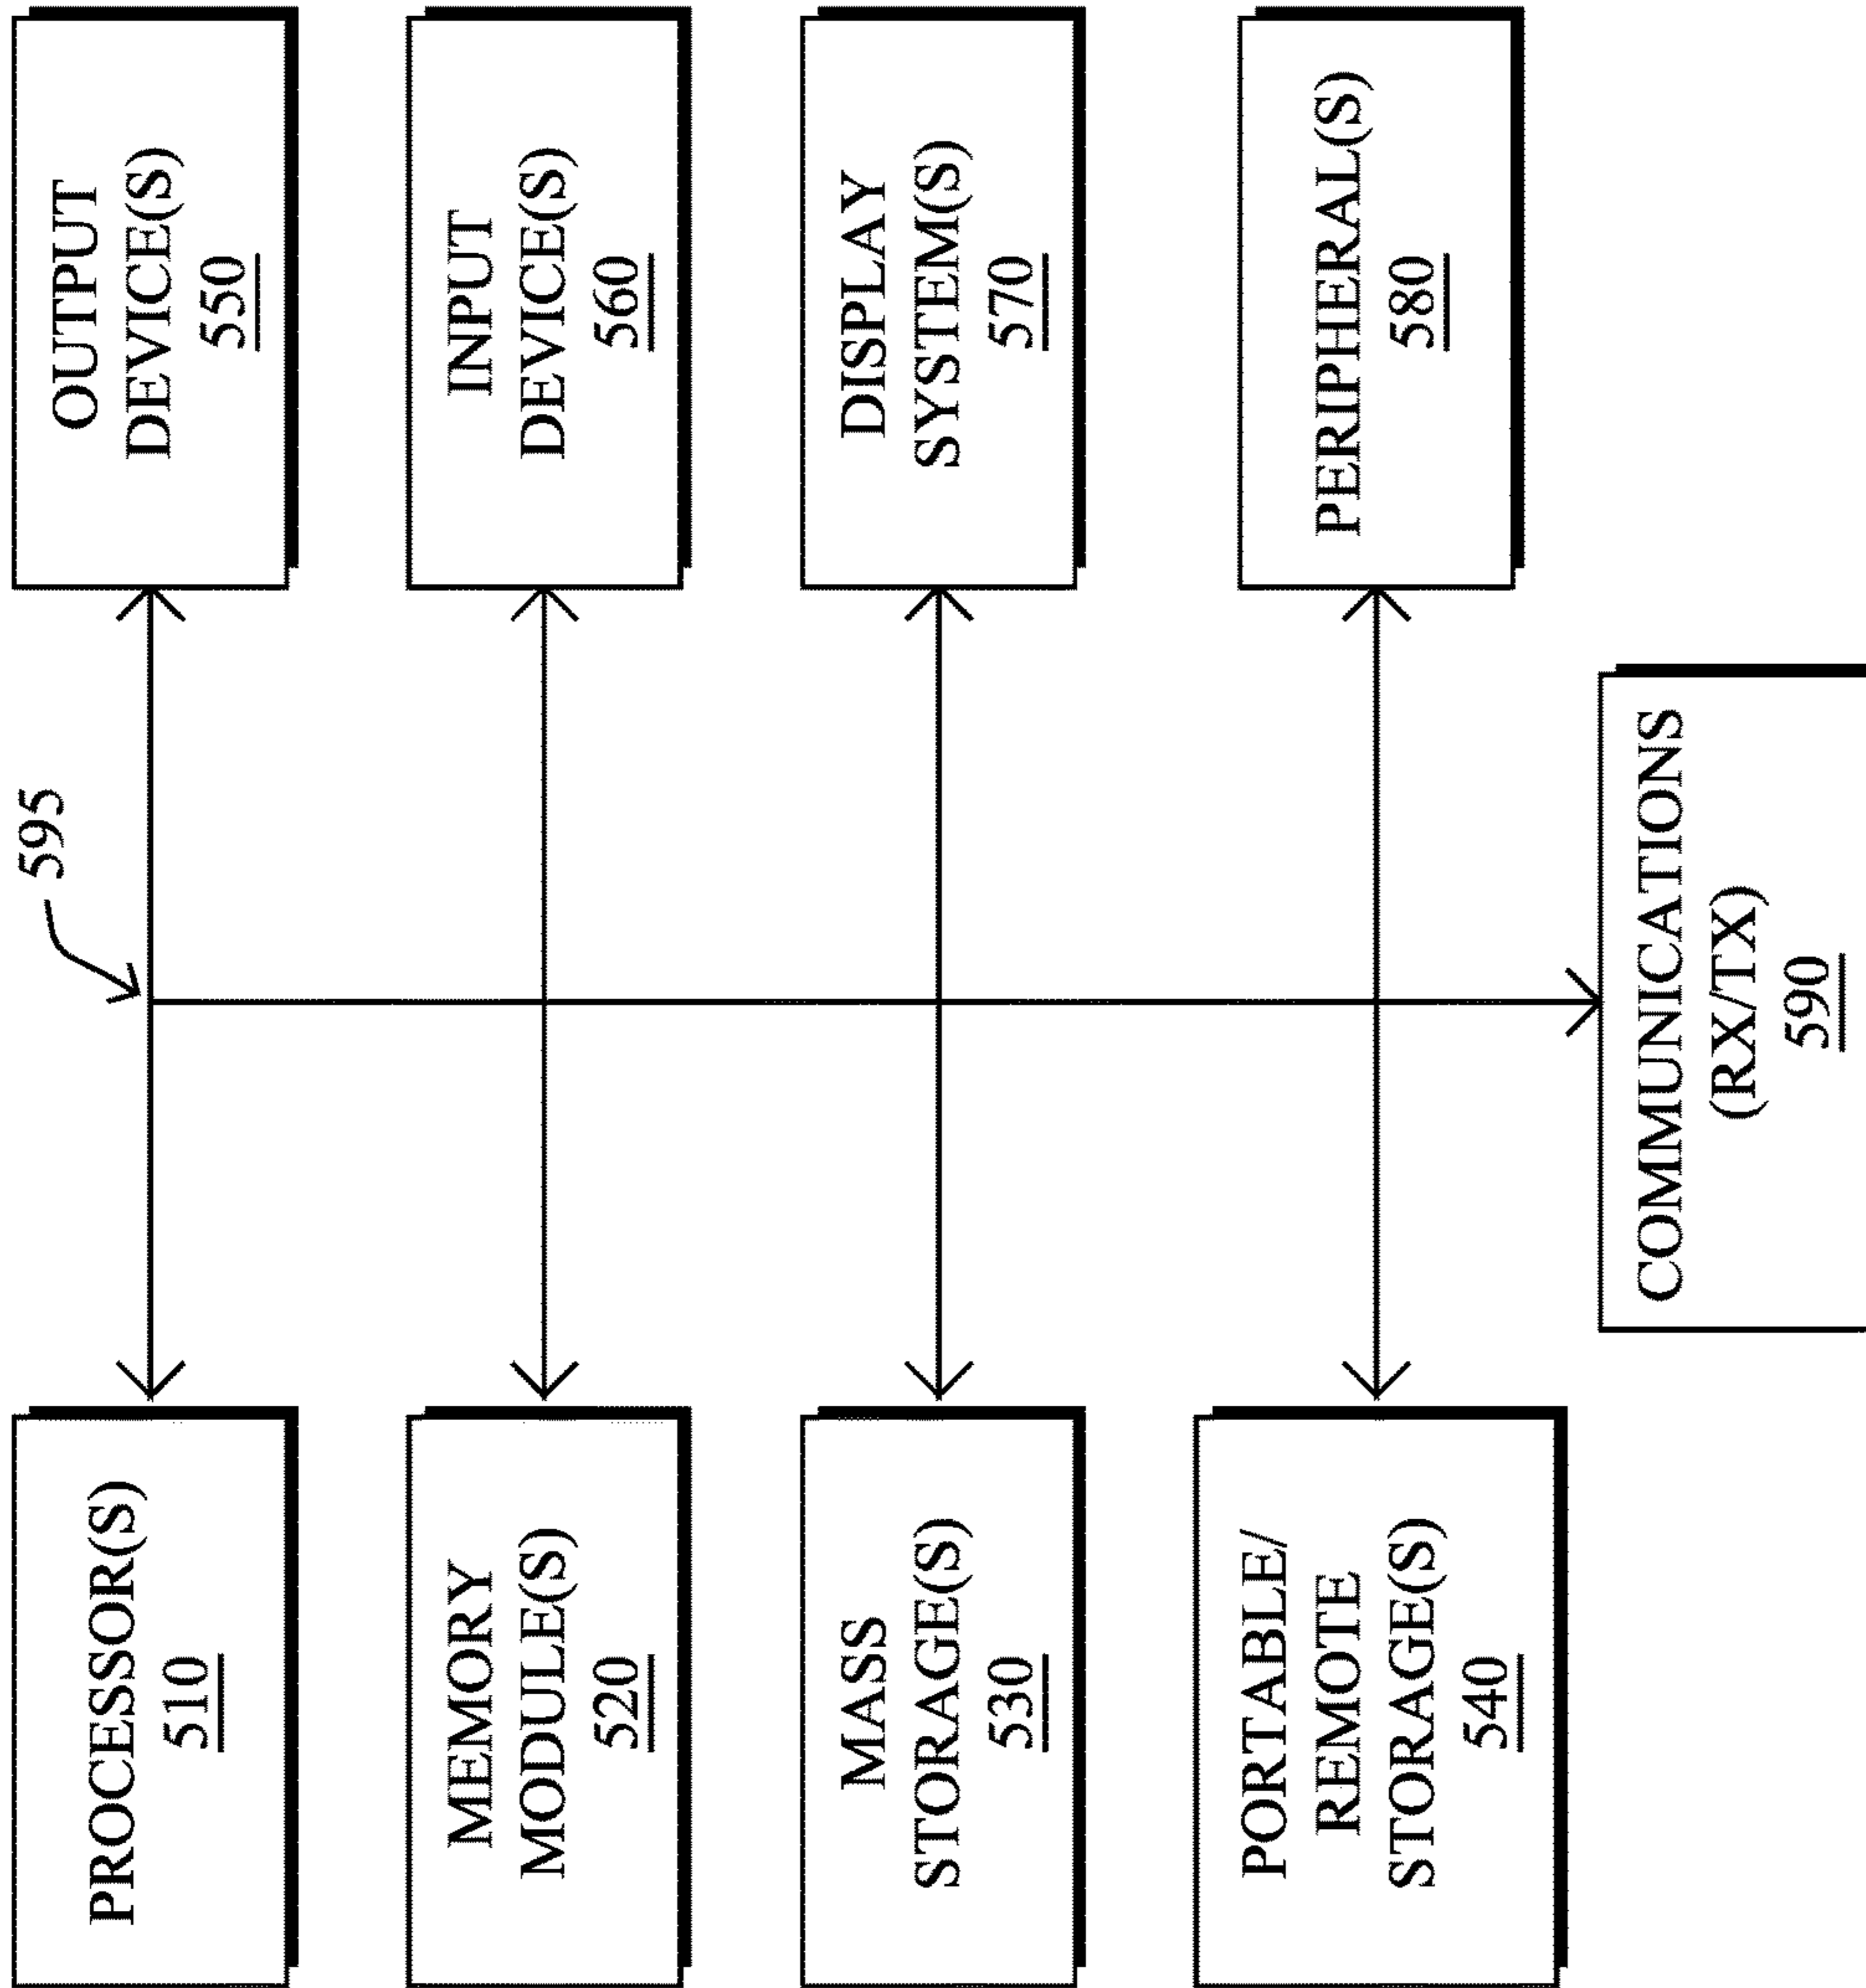 PROCESSOR(S)
510
MEMORY
MODULE(S)
520
MASS
STORAGE(S)
530
PORTABLE/
REMOTE
STORAGE(S)
540
595
OUTPUT
DEVICE(S)
550
INPUT
DEVICE(S)
560
DISPLAY
SYSTEM(S)
570
PERIPHERAL(S)
580
COMMUNICATIONS
(RX/TX)
590